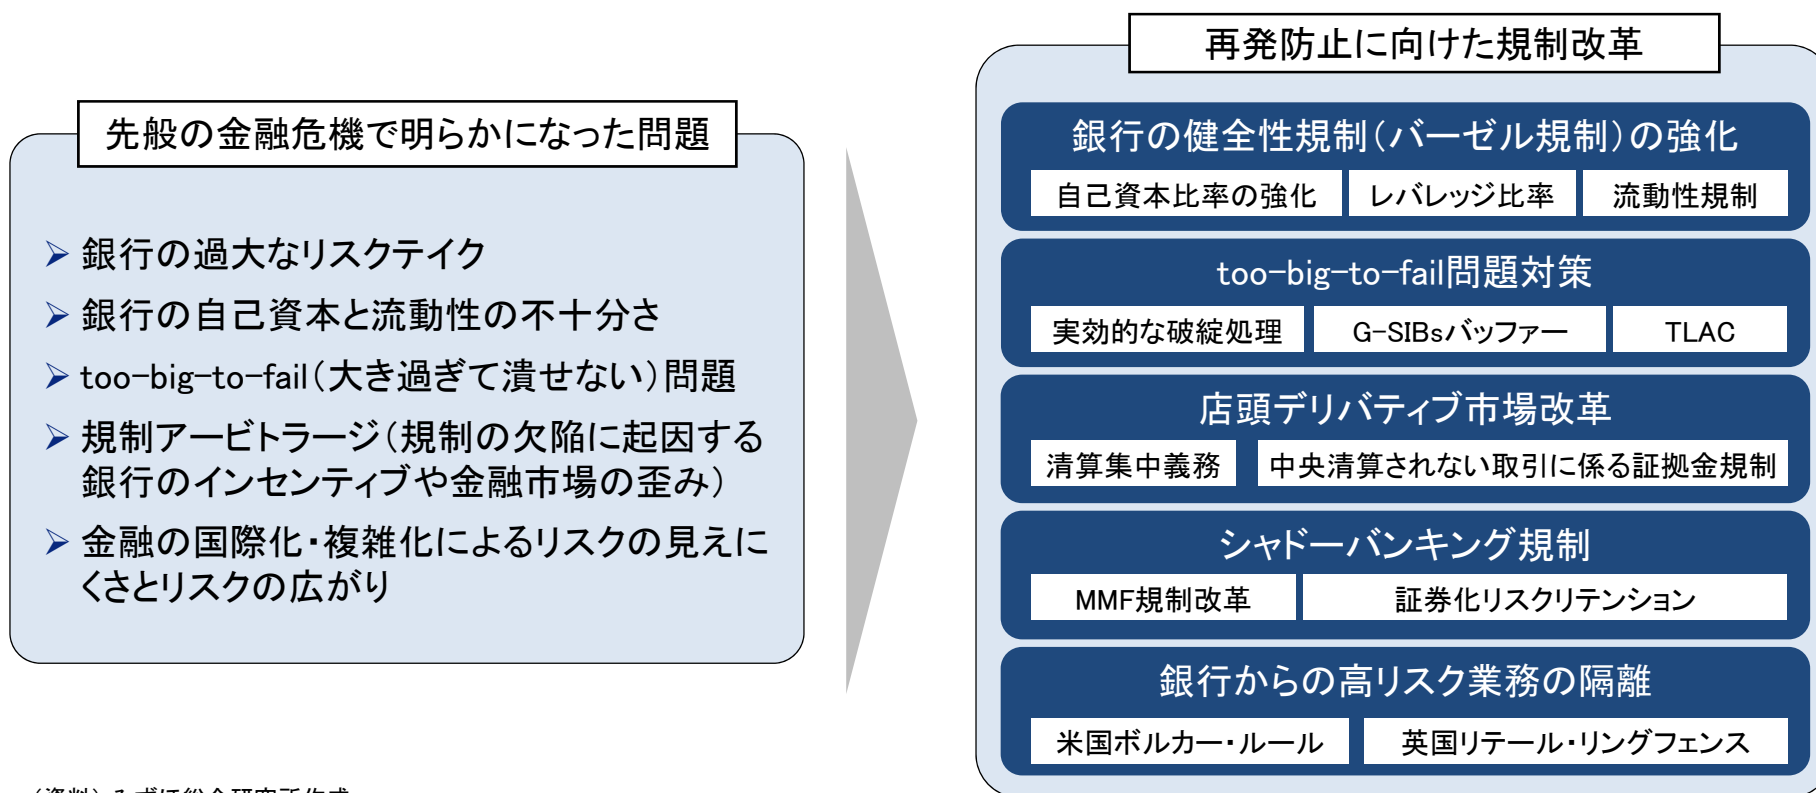 先般の金融危機で明らかになった問題
➢ 銀行の過大なリスクテイク
➢ 銀行の自己資本と流動性の不十分さ
➢ too-big-to-fail(大き過ぎて潰せない)問題
➢ 規制アービトラージ(規制の欠陥に起因する
銀行のインセンティブや金融市場の歪み)
➢ 金融の国際化・複雑化によるリスクの見えに
くさとリスクの広がり
再発防止に向けた規制改革
銀行の健全性規制(バーゼル規制)の強化
自己資本比率の強化 レバレッジ比率 流動性規制
too-big-to-fail問題対策
実効的な破綻処理 G-SIBsバッファー TLAC
店頭デリバティブ市場改革
清算集中義務 中央清算されない取引に係る証拠金規制
シャドーバンキング規制
MMF規制改革 証券化リスクリテンション
銀行からの高リスク業務の隔離
米国ボルカー・ルール 英国リテール・リングフェンス
(資料)みずほ総合研究所作成